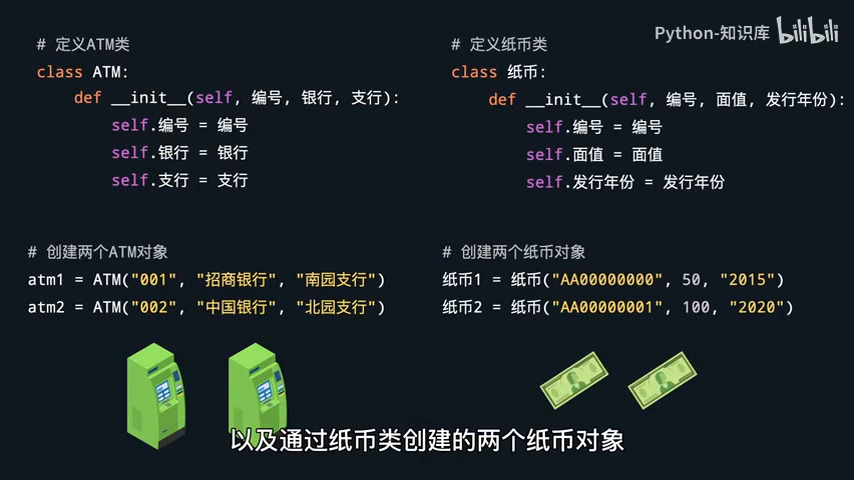 Python-知识库 bilibili
# 定义ATM类
class ATM:
def __init__(self, 编号, 银行, 支行):
self.编号 = 编号
self.银行 = 银行
self.支行 = 支行
# 定义纸币类
class 纸币:
def __init__(self, 编号, 面值, 发行年份):
self.编号 = 编号
self.面值 = 面值
self.发行年份 = 发行年份
# 创建两个ATM对象
atm1 = ATM("001", "招商银行", "南园支行")
atm2 = ATM("002", "中国银行", "北园支行")
# 创建两个纸币对象
纸币1 = 纸币("AA00000000", 50, "2015")
纸币2 = 纸币("AA00000001", 100, "2020")
以及通过纸币类创建的两个纸币对象